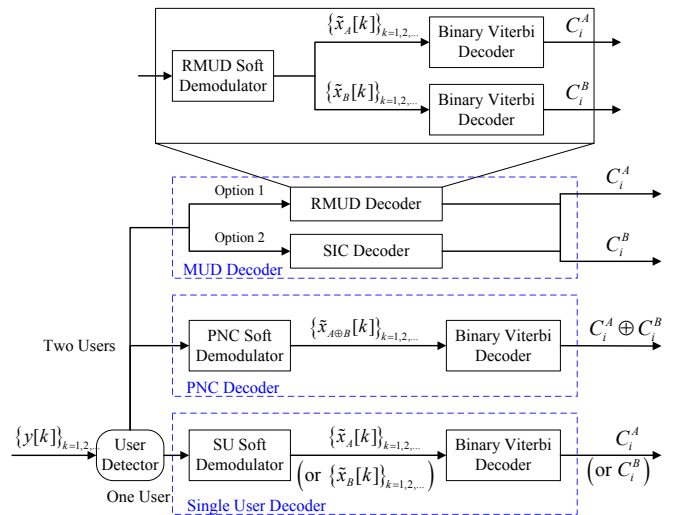 {x̃_A[k]}_{k=1,2,...}
Binary Viterbi
Decoder
C_i^A
RMUD Soft
Demodulator
{x̃_B[k]}_{k=1,2,...}
Binary Viterbi
Decoder
C_i^B
Option 1
RMUD Decoder
C_i^A
Option 2
SIC Decoder
C_i^B
MUD Decoder
Two Users
PNC Soft
Demodulator
{x̃_{A⊕B}[k]}_{k=1,2,...}
Binary Viterbi
Decoder
C_i^A ⊕ C_i^B
PNC Decoder
{y[k]}_{k=1,2,...}
User
Detector
One User
SU Soft
Demodulator
{x̃_A[k]}_{k=1,2,...}
(or {x̃_B[k]}_{k=1,2,...})
Binary Viterbi
Decoder
C_i^A
(or C_i^B)
Single User Decoder